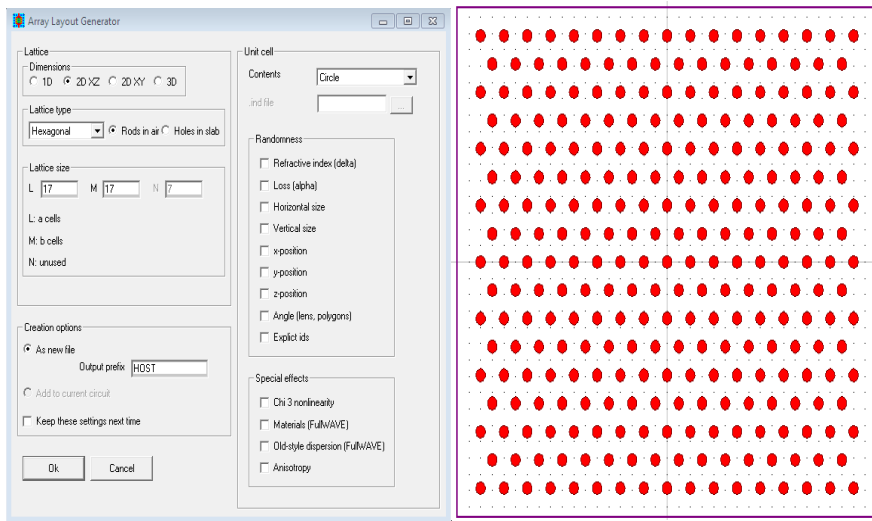 Array Layout Generator
Lattice
Dimensions
1D 2D XZ 2D XY 3D
Lattice type
Hexagonal Rods in air Holes in slab
Lattice size
L 17 M 17 N 7
L: a cells
M: b cells
N: unused
Creation options
As new file
Output prefix HOST
Add to current circuit
Keep these settings next time
Ok Cancel
Unit cell
Contents Circle
.ind file ...
Randomness
Refractive index (delta)
Loss (alpha)
Horizontal size
Vertical size
x-position
y-position
z-position
Angle (lens, polygons)
Explict ids
Special effects
Chi 3 nonlinearity
Materials (FullWAVE)
Old-style dispersion (FullWAVE)
Anisotropy